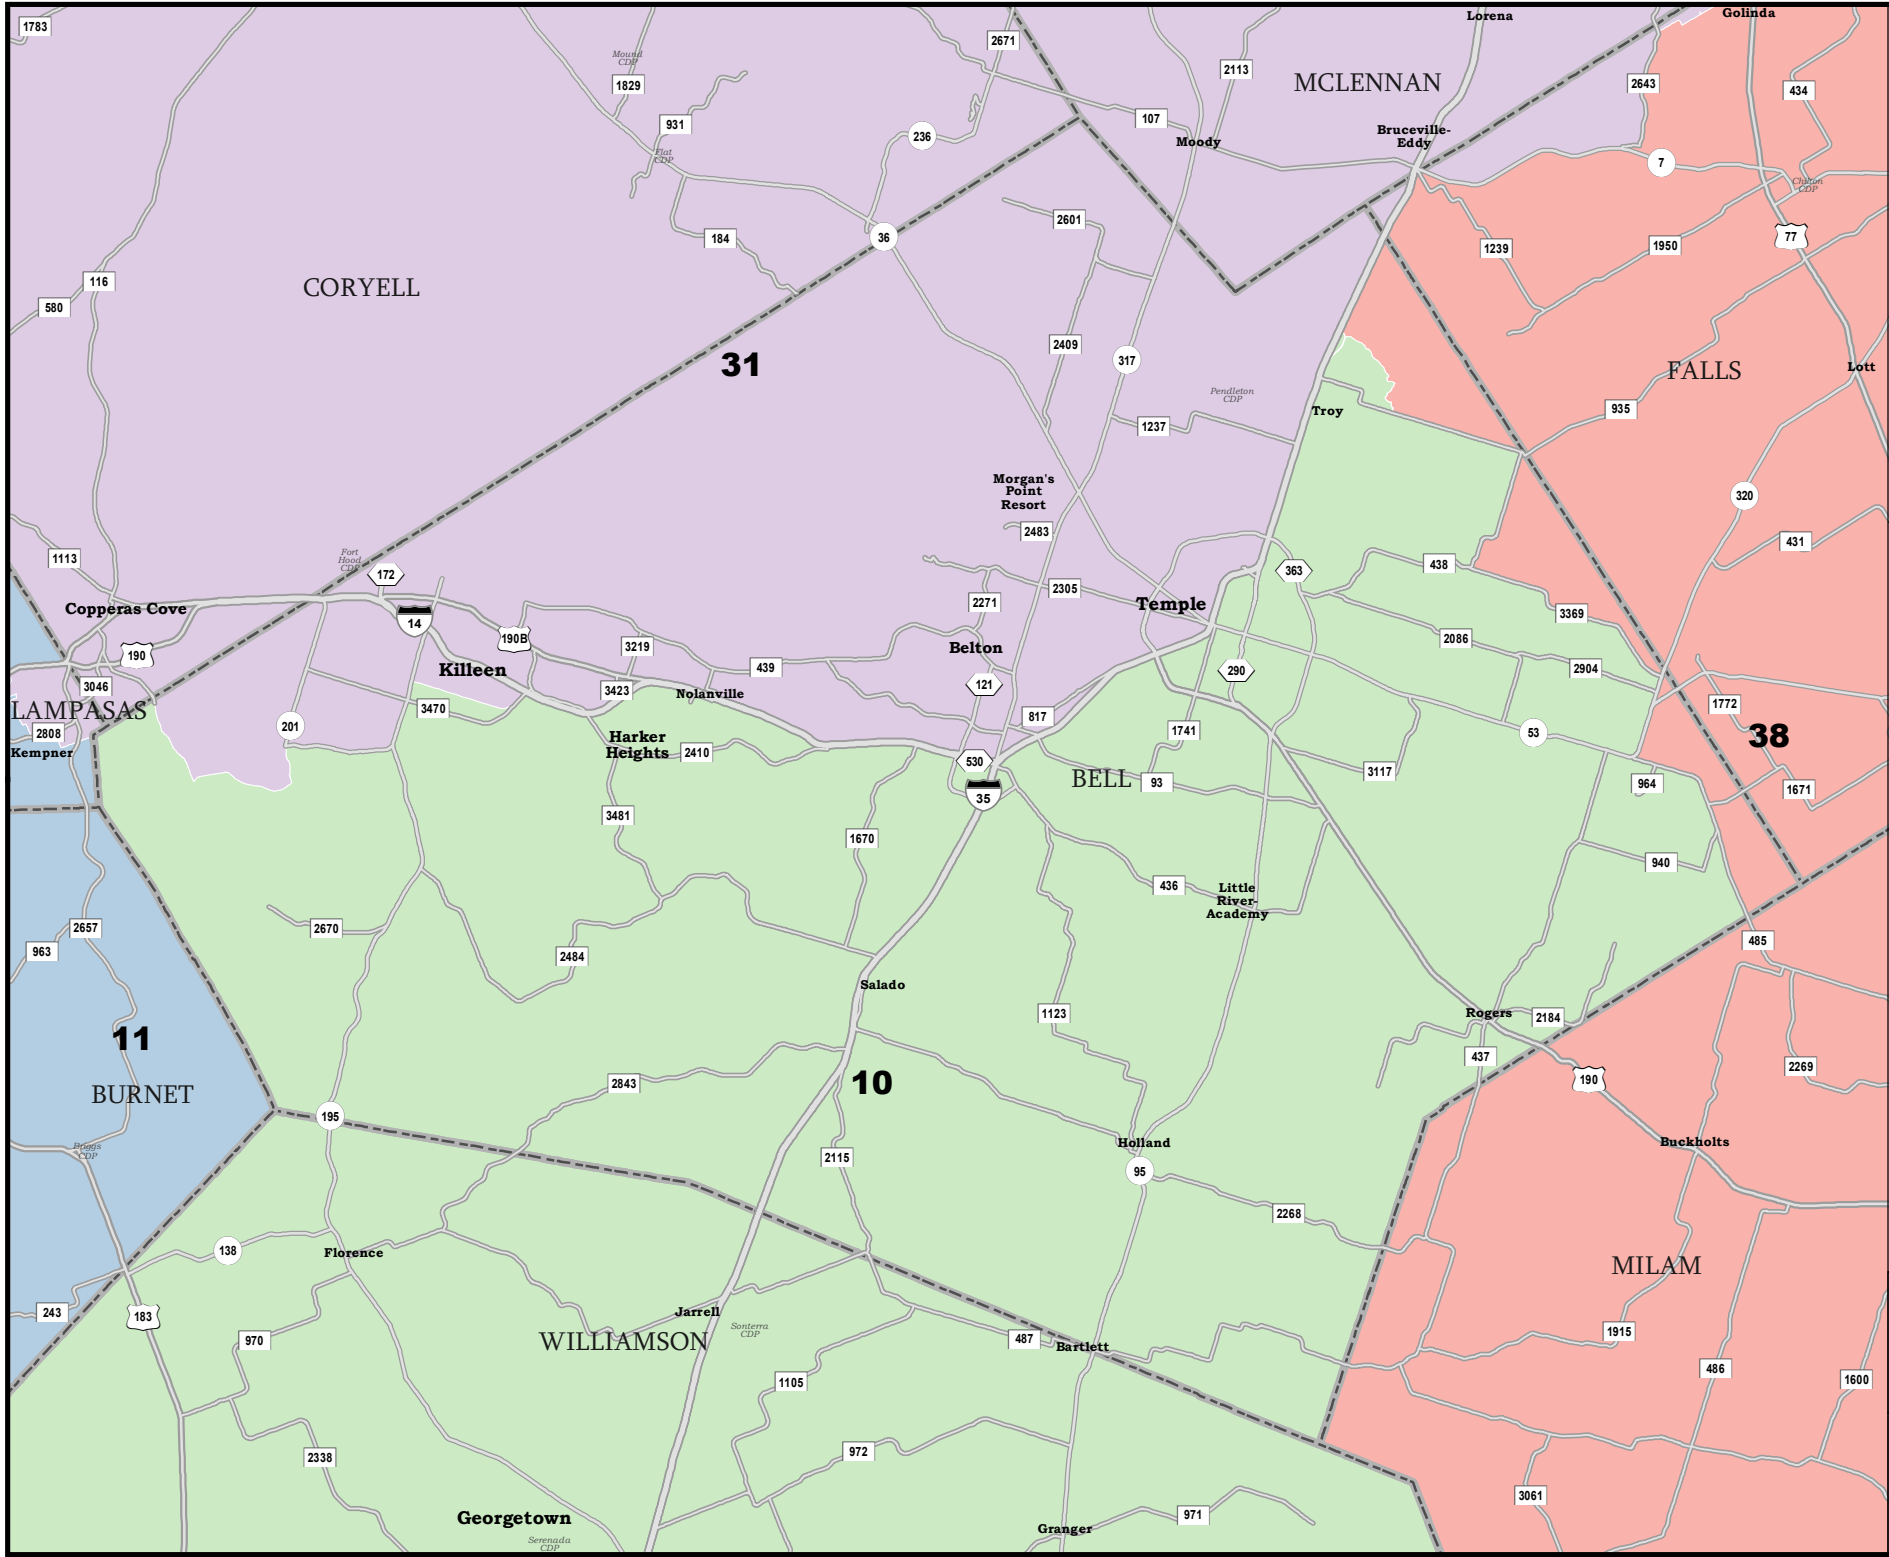 1783
Mound
CDP
2671
Lorena
Golinda
1829
2113
MCLENNAN
2643
434
931
236
107
Moody
Bruceville-
Eddy
Flat
CDP
7
Chilton
CDP
2601
184
36
1239
1950
77
116
580
CORYELL
2409
317
31
FALLS
Lott
Pendleton
CDP
1237
Troy
935
Morgan's
Point
Resort
2483
320
431
1113
Fort
Hood
CDP
172
363
438
Copperas Cove
14
2271
2305
Temple
3369
190B
3219
2086
190
439
Belton
2904
Killeen
290
3046
3423
Nolanville
121
LAMPASAS
3470
817
1772
201
2808
Kempner
Harker
Heights
2410
1741
53
38
530
BELL
93
3117
964
1671
35
3481
1670
940
436
Little
River-
Academy
2670
2657
963
2484
485
Salado
1123
Rogers
2184
11
437
10
2843
190
2269
BURNET
195
Boggs
CDP
2115
Holland
95
Buckholts
2268
138
Florence
MILAM
243
183
Jarrell
Sonterra
CDP
970
WILLIAMSON
487
Bartlett
1915
1105
486
1600
972
2338
3061
Georgetown
Serenada
CDP
971
Granger